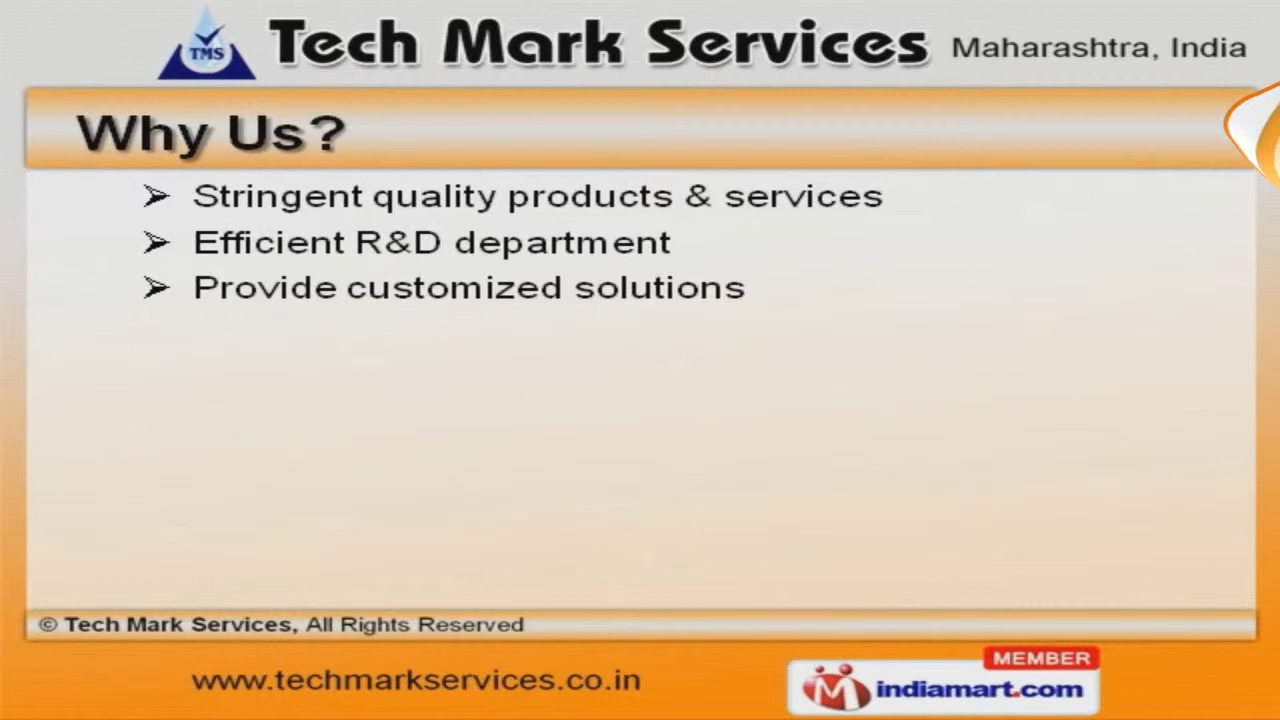 TMS
Tech Mark Services Maharashtra, India
Why Us?
➢ Stringent quality products & services
➢ Efficient R&D department
➢ Provide customized solutions
© Tech Mark Services, All Rights Reserved
MEMBER
www.techmarkservices.co.in
indiamart.com